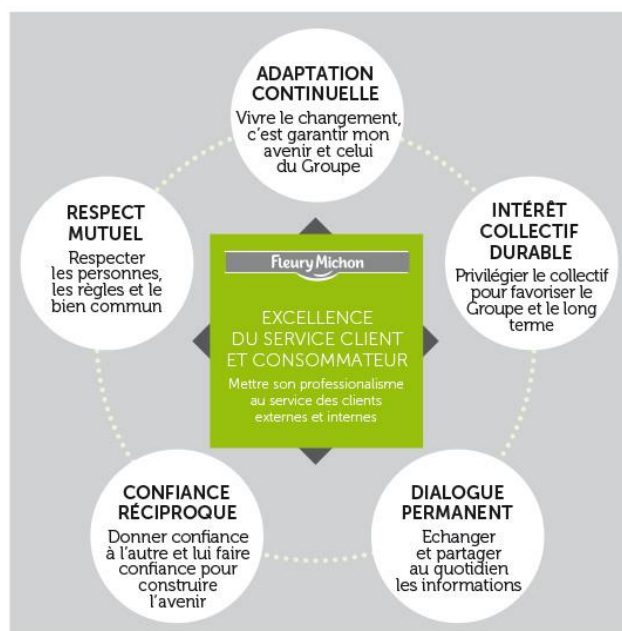 ADAPTATION
CONTINUELLE
Vivre le changement,
c'est garantir mon
avenir et celui
du Groupe
RESPECT
MUTUEL
Respecter
les personnes,
les règles et le
bien commun
INTÉRÊT
COLLECTIF
DURABLE
Privilégier le collectif
pour favoriser le
Groupe et le long
terme
Fleury Michon
EXCELLENCE
DU SERVICE CLIENT
ET CONSOMMATEUR
Mettre son professionalisme
au service des clients
externes et internes
CONFIANCE
RÉCIPROQUE
Donner confiance
à l'autre et lui faire
confiance pour
construire
l'avenir
DIALOGUE
PERMANENT
Echanger
et partager
au quotidien
les informations